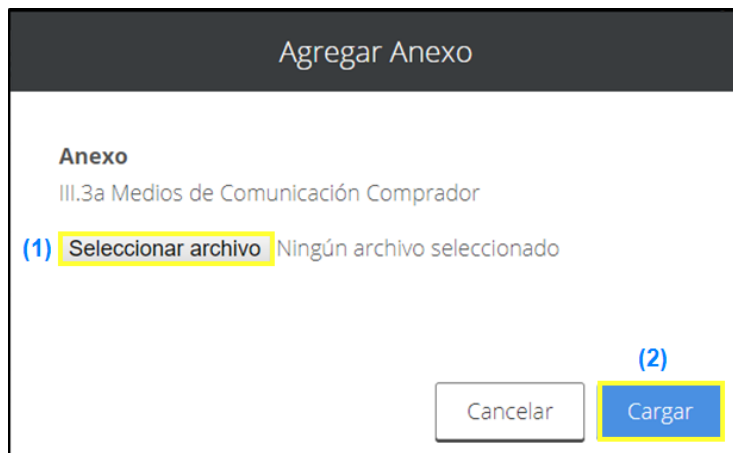 Agregar Anexo
Anexo
III.3a Medios de Comunicación Comprador
(1) Seleccionar archivo Ningún archivo seleccionado
(2)
Cancelar Cargar